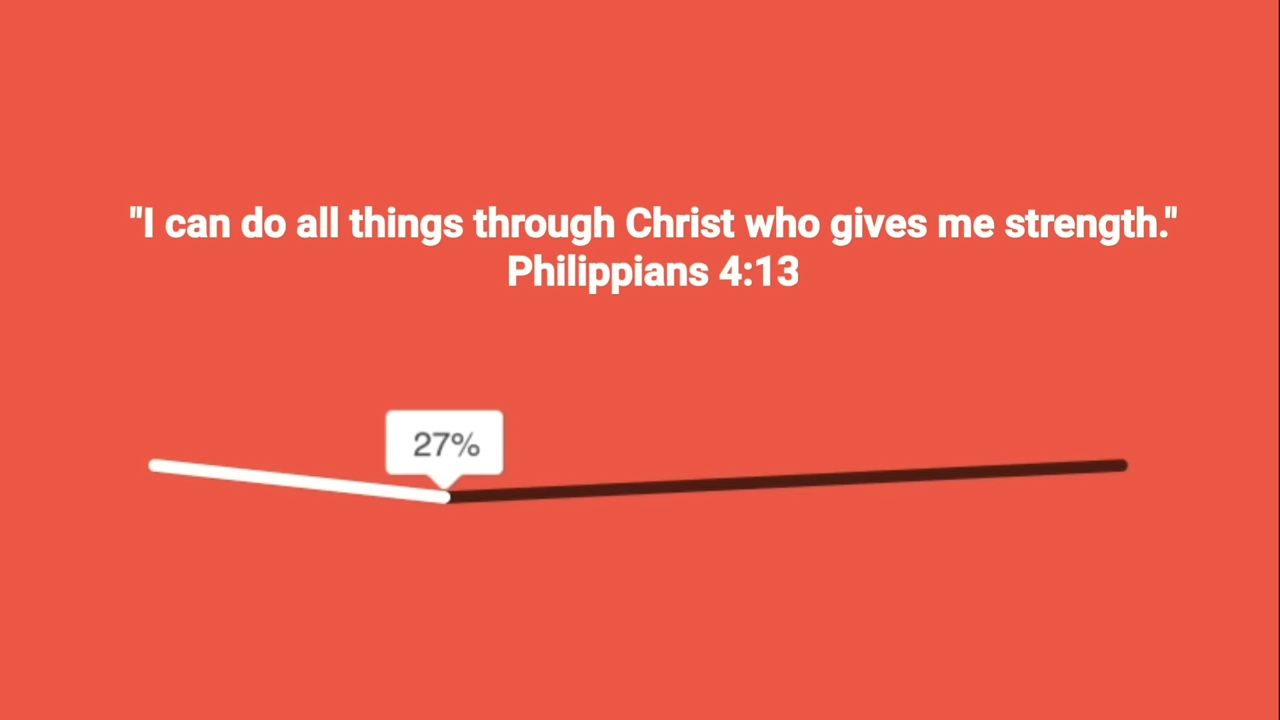 "I can do all things through Christ who gives me strength."
Philippians 4:13
27%